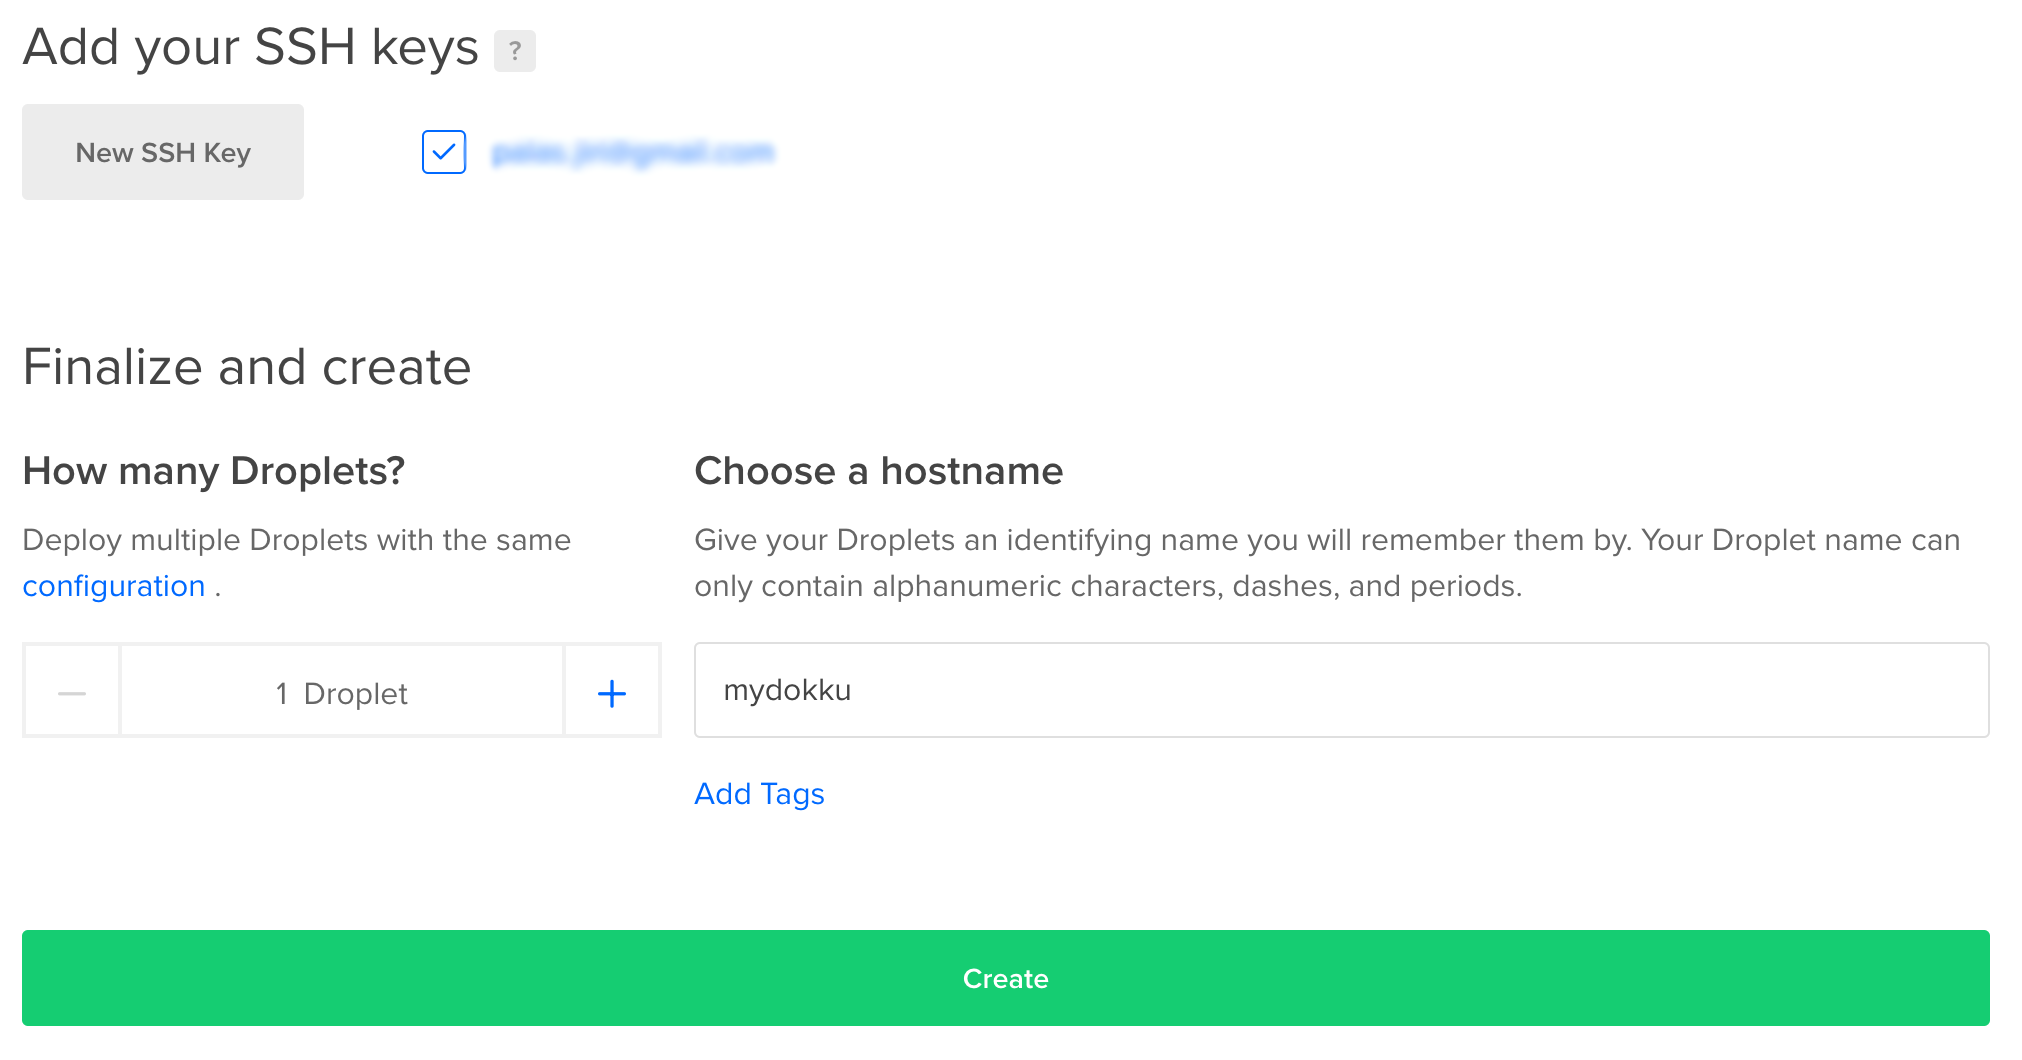 Add your SSH keys ?
New SSH Key
Finalize and create
How many Droplets?
Deploy multiple Droplets with the same
configuration .
1 Droplet
Choose a hostname
Give your Droplets an identifying name you will remember them by. Your Droplet name can
only contain alphanumeric characters, dashes, and periods.
mydokku
Add Tags
Create